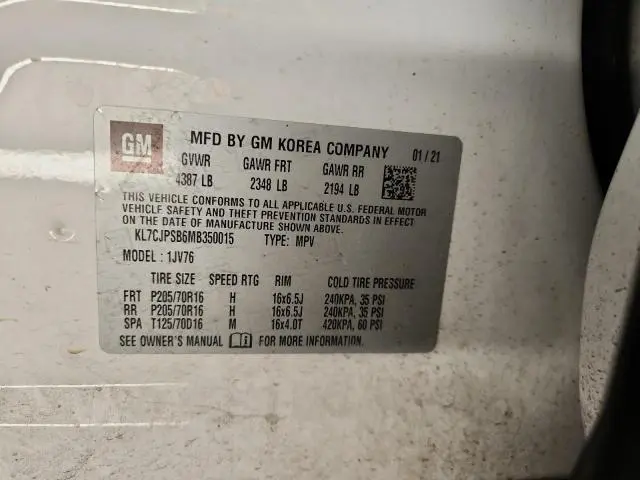 GM
MFD BY GM KOREA COMPANY 01 / 21
GVWR GAWR FRT GAWR RR
4387 LB 2348 LB 2194 LB
THIS VEHICLE CONFORMS TO ALL APPLICABLE U.S. FEDERAL MOTOR
VEHICLE SAFETY AND THEFT PREVENTION STANDARDS IN EFFECT
ON THE DATE OF MANUFACTURE SHOWN ABOVE.
KL7CJPSB6MB350015 TYPE: MPV
MODEL : 1JV76
TIRE SIZE SPEED RTG RIM COLD TIRE PRESSURE
FRT P205/70R16 H 16x6.5J 240KPA, 35 PSI
RR P205/70R16 H 16x6.5J 240KPA, 35 PSI
SPA T125/70D16 M 16x4.0T 420KPA, 60 PSI
SEE OWNER'S MANUAL FOR MORE INFORMATION.